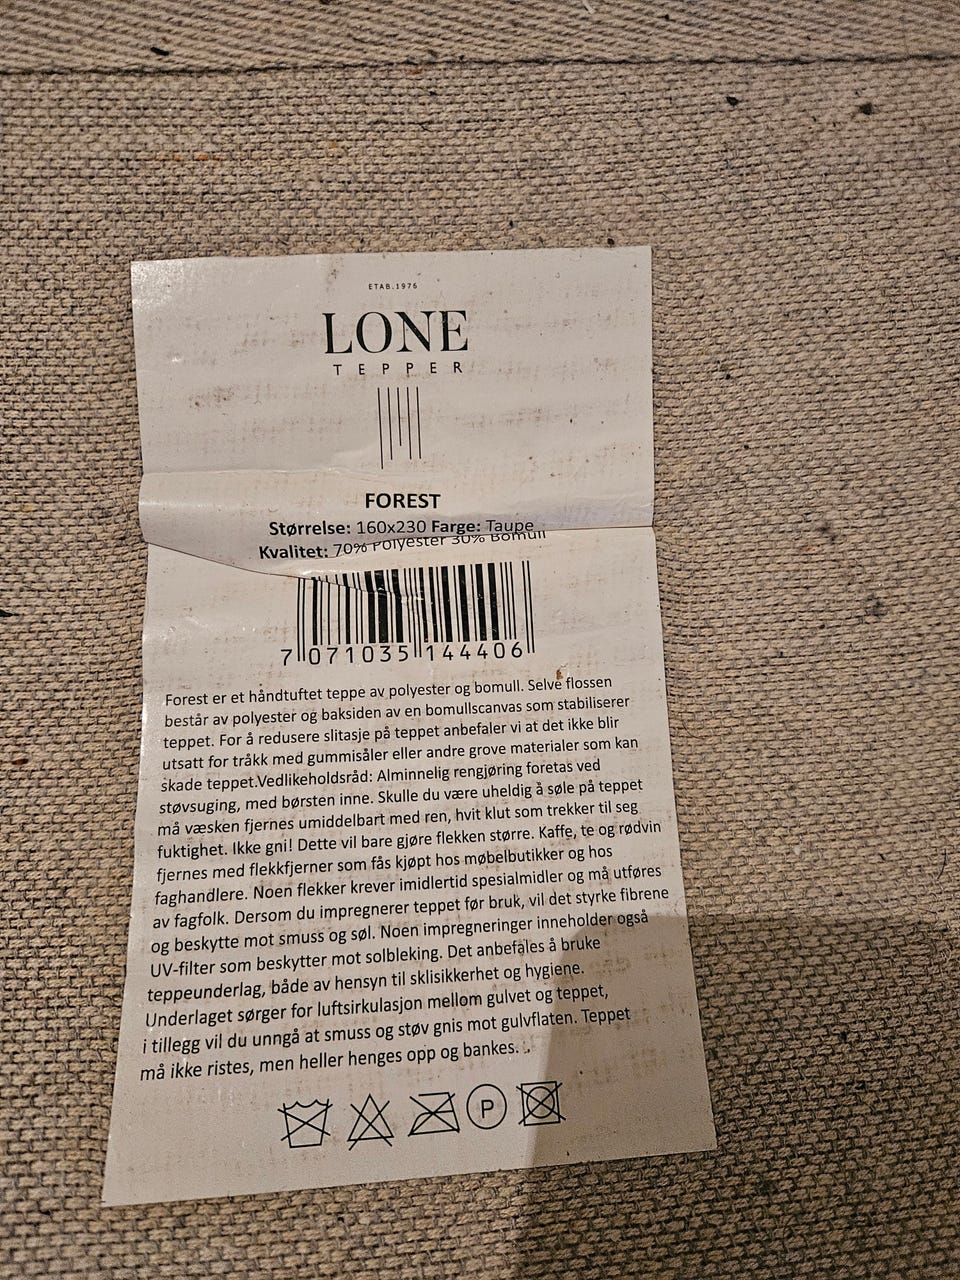 ETAB.1976
LONE
TEPPER
FOREST
Størrelse: 160x230 Farge: Taupe
Kvalitet: 70% Polyester 30% Bomull
7 071035 144406
Forest er et håndtuftet teppe av polyester og bomull. Selve flossen
består av polyester og baksiden av en bomullscanvas som stabiliserer
teppet. For å redusere slitasje på teppet anbefaler vi at det ikke blir
utsatt for tråkk med gummisåler eller andre grove materialer som kan
skade teppet.Vedlikeholdsråd: Alminnelig rengjøring foretas ved
støvsuging, med børsten inne. Skulle du være uheldig å søle på teppet
må væsken fjernes umiddelbart med ren, hvit klut som trekker til seg
fuktighet. Ikke gni! Dette vil bare gjøre flekken større. Kaffe, te og rødvin
fjernes med flekkfjerner som fås kjøpt hos møbelbutikker og hos
faghandlere. Noen flekker krever imidlertid spesialmidler og må utføres
av fagfolk. Dersom du impregnerer teppet før bruk, vil det styrke fibrene
og beskytte mot smuss og søl. Noen impregneringer inneholder også
UV-filter som beskytter mot solbleking. Det anbefales å bruke
teppeunderlag, både av hensyn til sklisikkerhet og hygiene.
Underlaget sørger for luftsirkulasjon mellom gulvet og teppet,
i tillegg vil du unngå at smuss og støv gnis mot gulvflaten. Teppet
må ikke ristes, men heller henges opp og bankes.
P